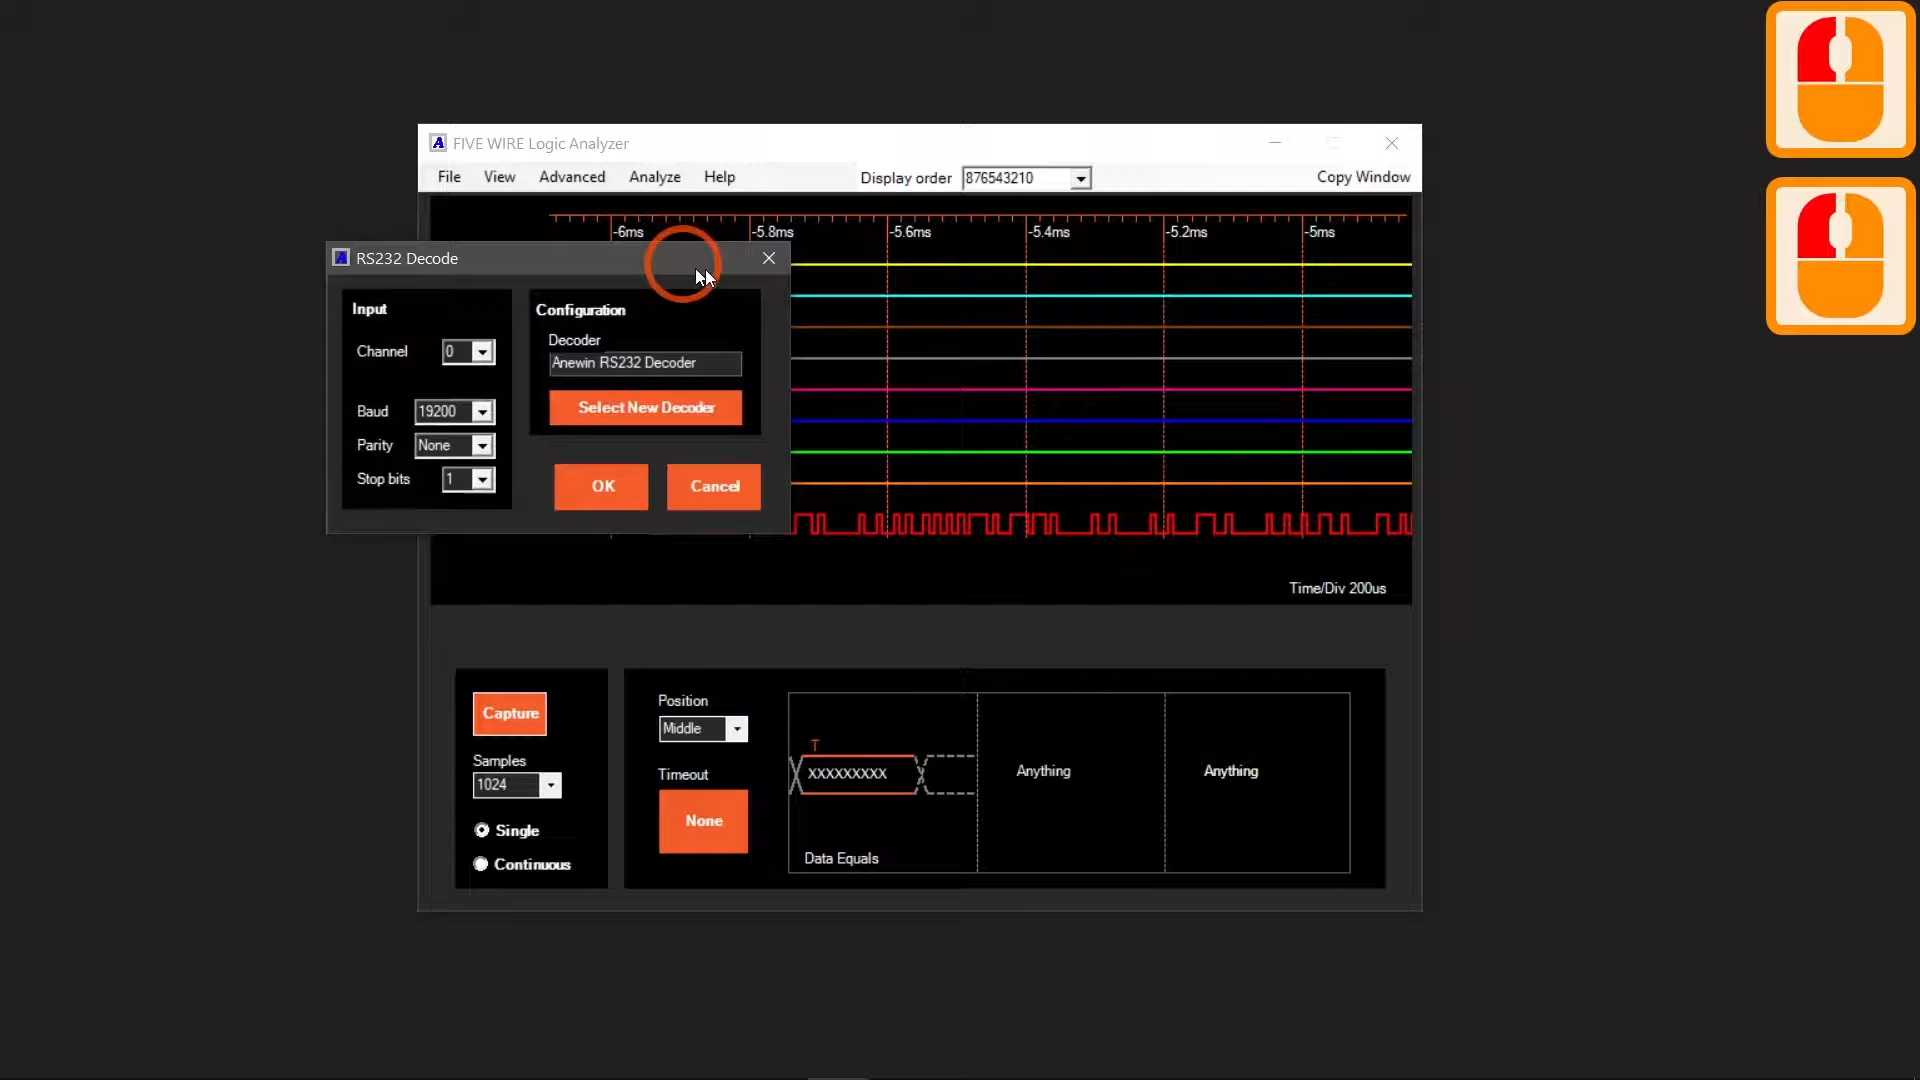 A FIVE WIRE Logic Analyzer
File View Advanced Analyze Help Display order 876543210 Copy Window
-6ms -5.8ms -5.6ms -5.4ms -5.2ms -5ms
A RS232 Decode
Input
Channel 0
Baud 19200
Parity None
Stop bits 1
Configuration
Decoder
Anewin RS232 Decoder
Select New Decoder
OK Cancel
Time/Div 200us
Capture
Samples
1024
Single
Continuous
Position
Middle
Timeout
None
T
XXXXXXXXX
Data Equals
Anything
Anything